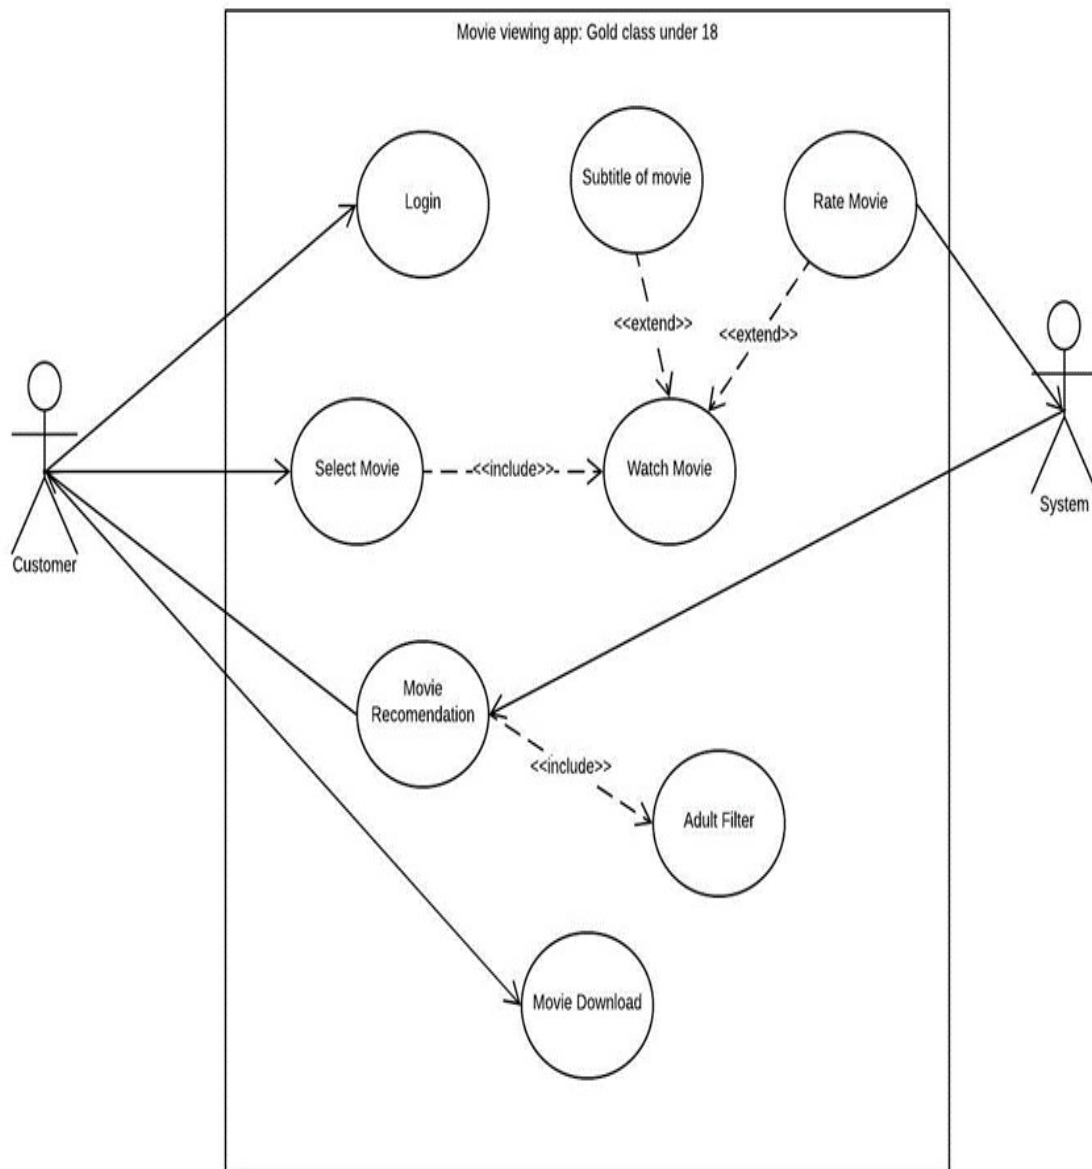 Movie viewing app: Gold class under 18
Login
Subtitle of movie
Rate Movie
<<extend>>
<<extend>>
Select Movie
<<include>>
Watch Movie
Customer
System
Movie
Recomendation
<<include>>
Adult Filter
Movie Download